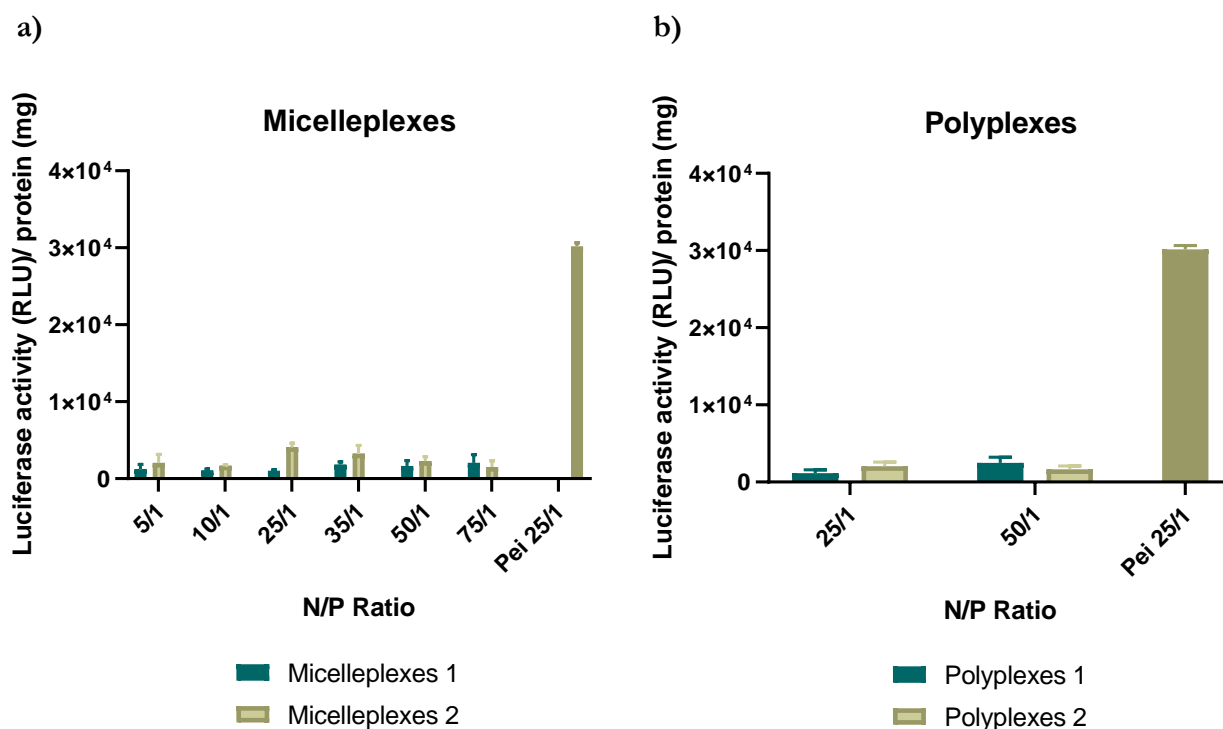 a)
Micelleplexes
Luciferase activity (RLU)/ protein (mg)
4×10⁴
3×10⁴
2×10⁴
1×10⁴
0
5/1
10/1
25/1
35/1
50/1
75/1
Pei 25/1
N/P Ratio
Micelleplexes 1
Micelleplexes 2
b)
Polyplexes
Luciferase activity (RLU)/ protein (mg)
4×10⁴
3×10⁴
2×10⁴
1×10⁴
0
25/1
50/1
Pei 25/1
N/P Ratio
Polyplexes 1
Polyplexes 2